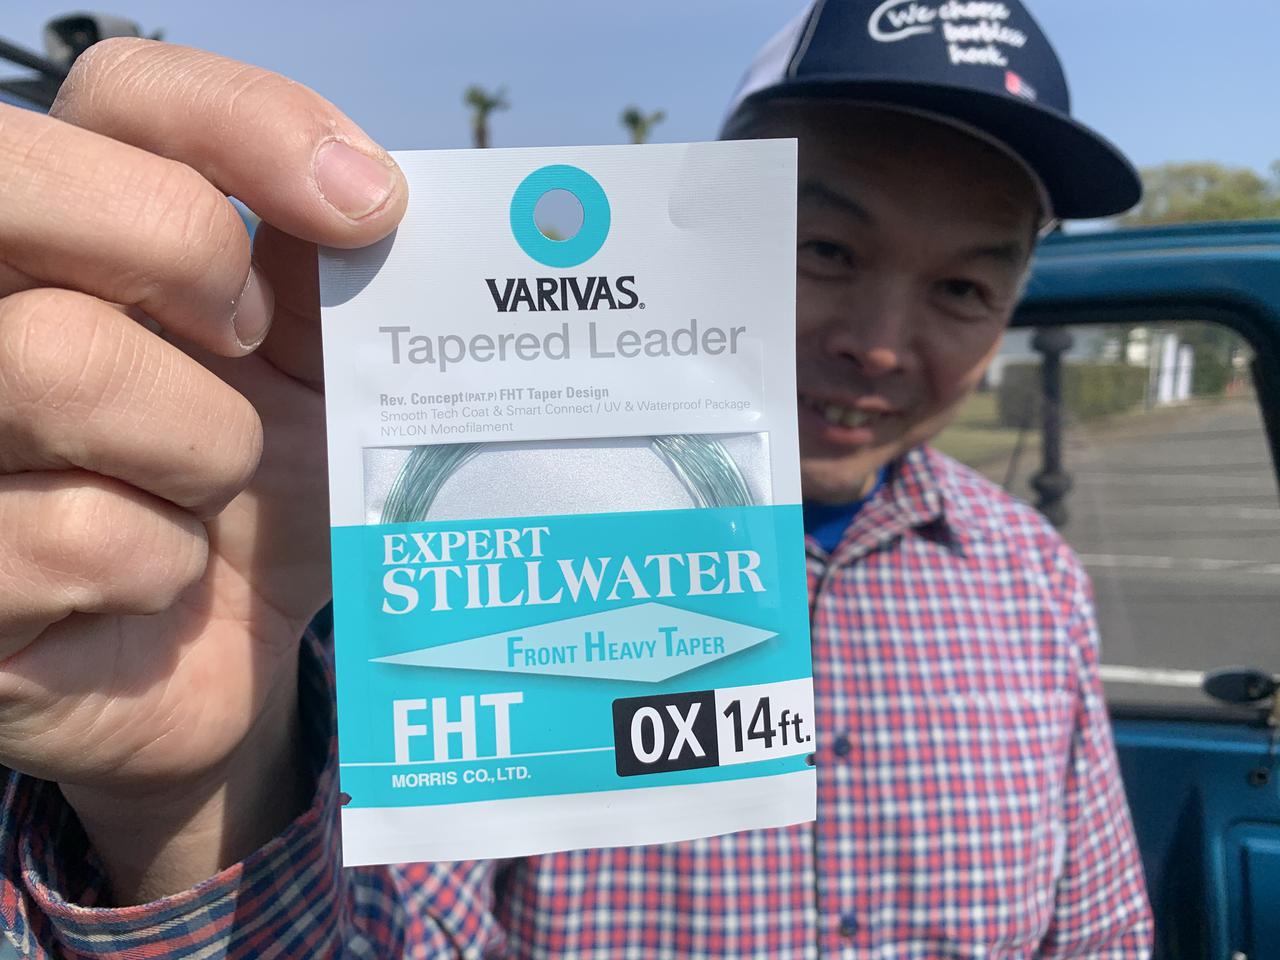 We choose
barbless
hook.
VARIVAS®
Tapered Leader
Rev. Concept (PAT.P) FHT Taper Design
Smooth Tech Coat & Smart Connect / UV & Waterproof Package
NYLON Monofilament
EXPERT
STILLWATER
FRONT HEAVY TAPER
FHT
0X 14ft.
MORRIS CO., LTD.